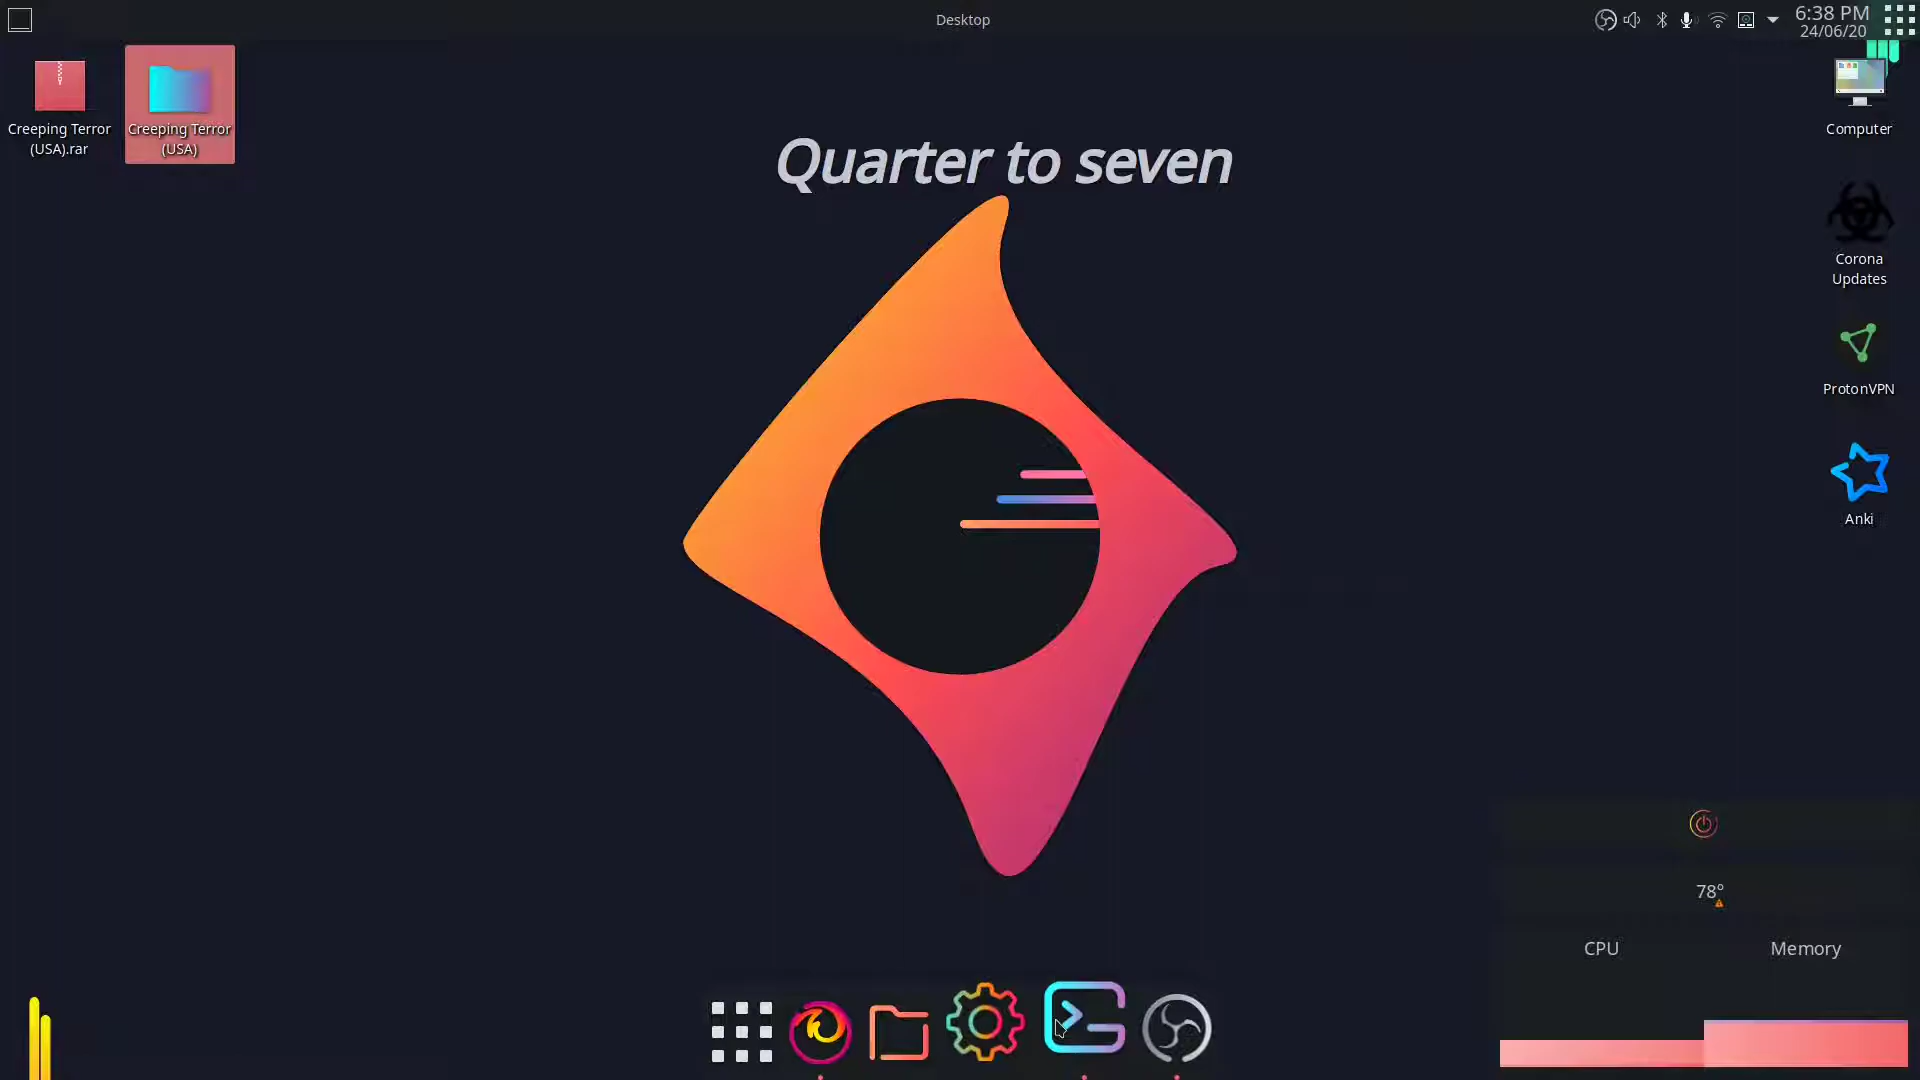 Desktop
6:38 PM
24/06/20
Creeping Terror
(USA).rar
Creeping Terror
(USA)
Quarter to seven
Computer
Corona
Updates
ProtonVPN
Anki
78°
CPU
Memory